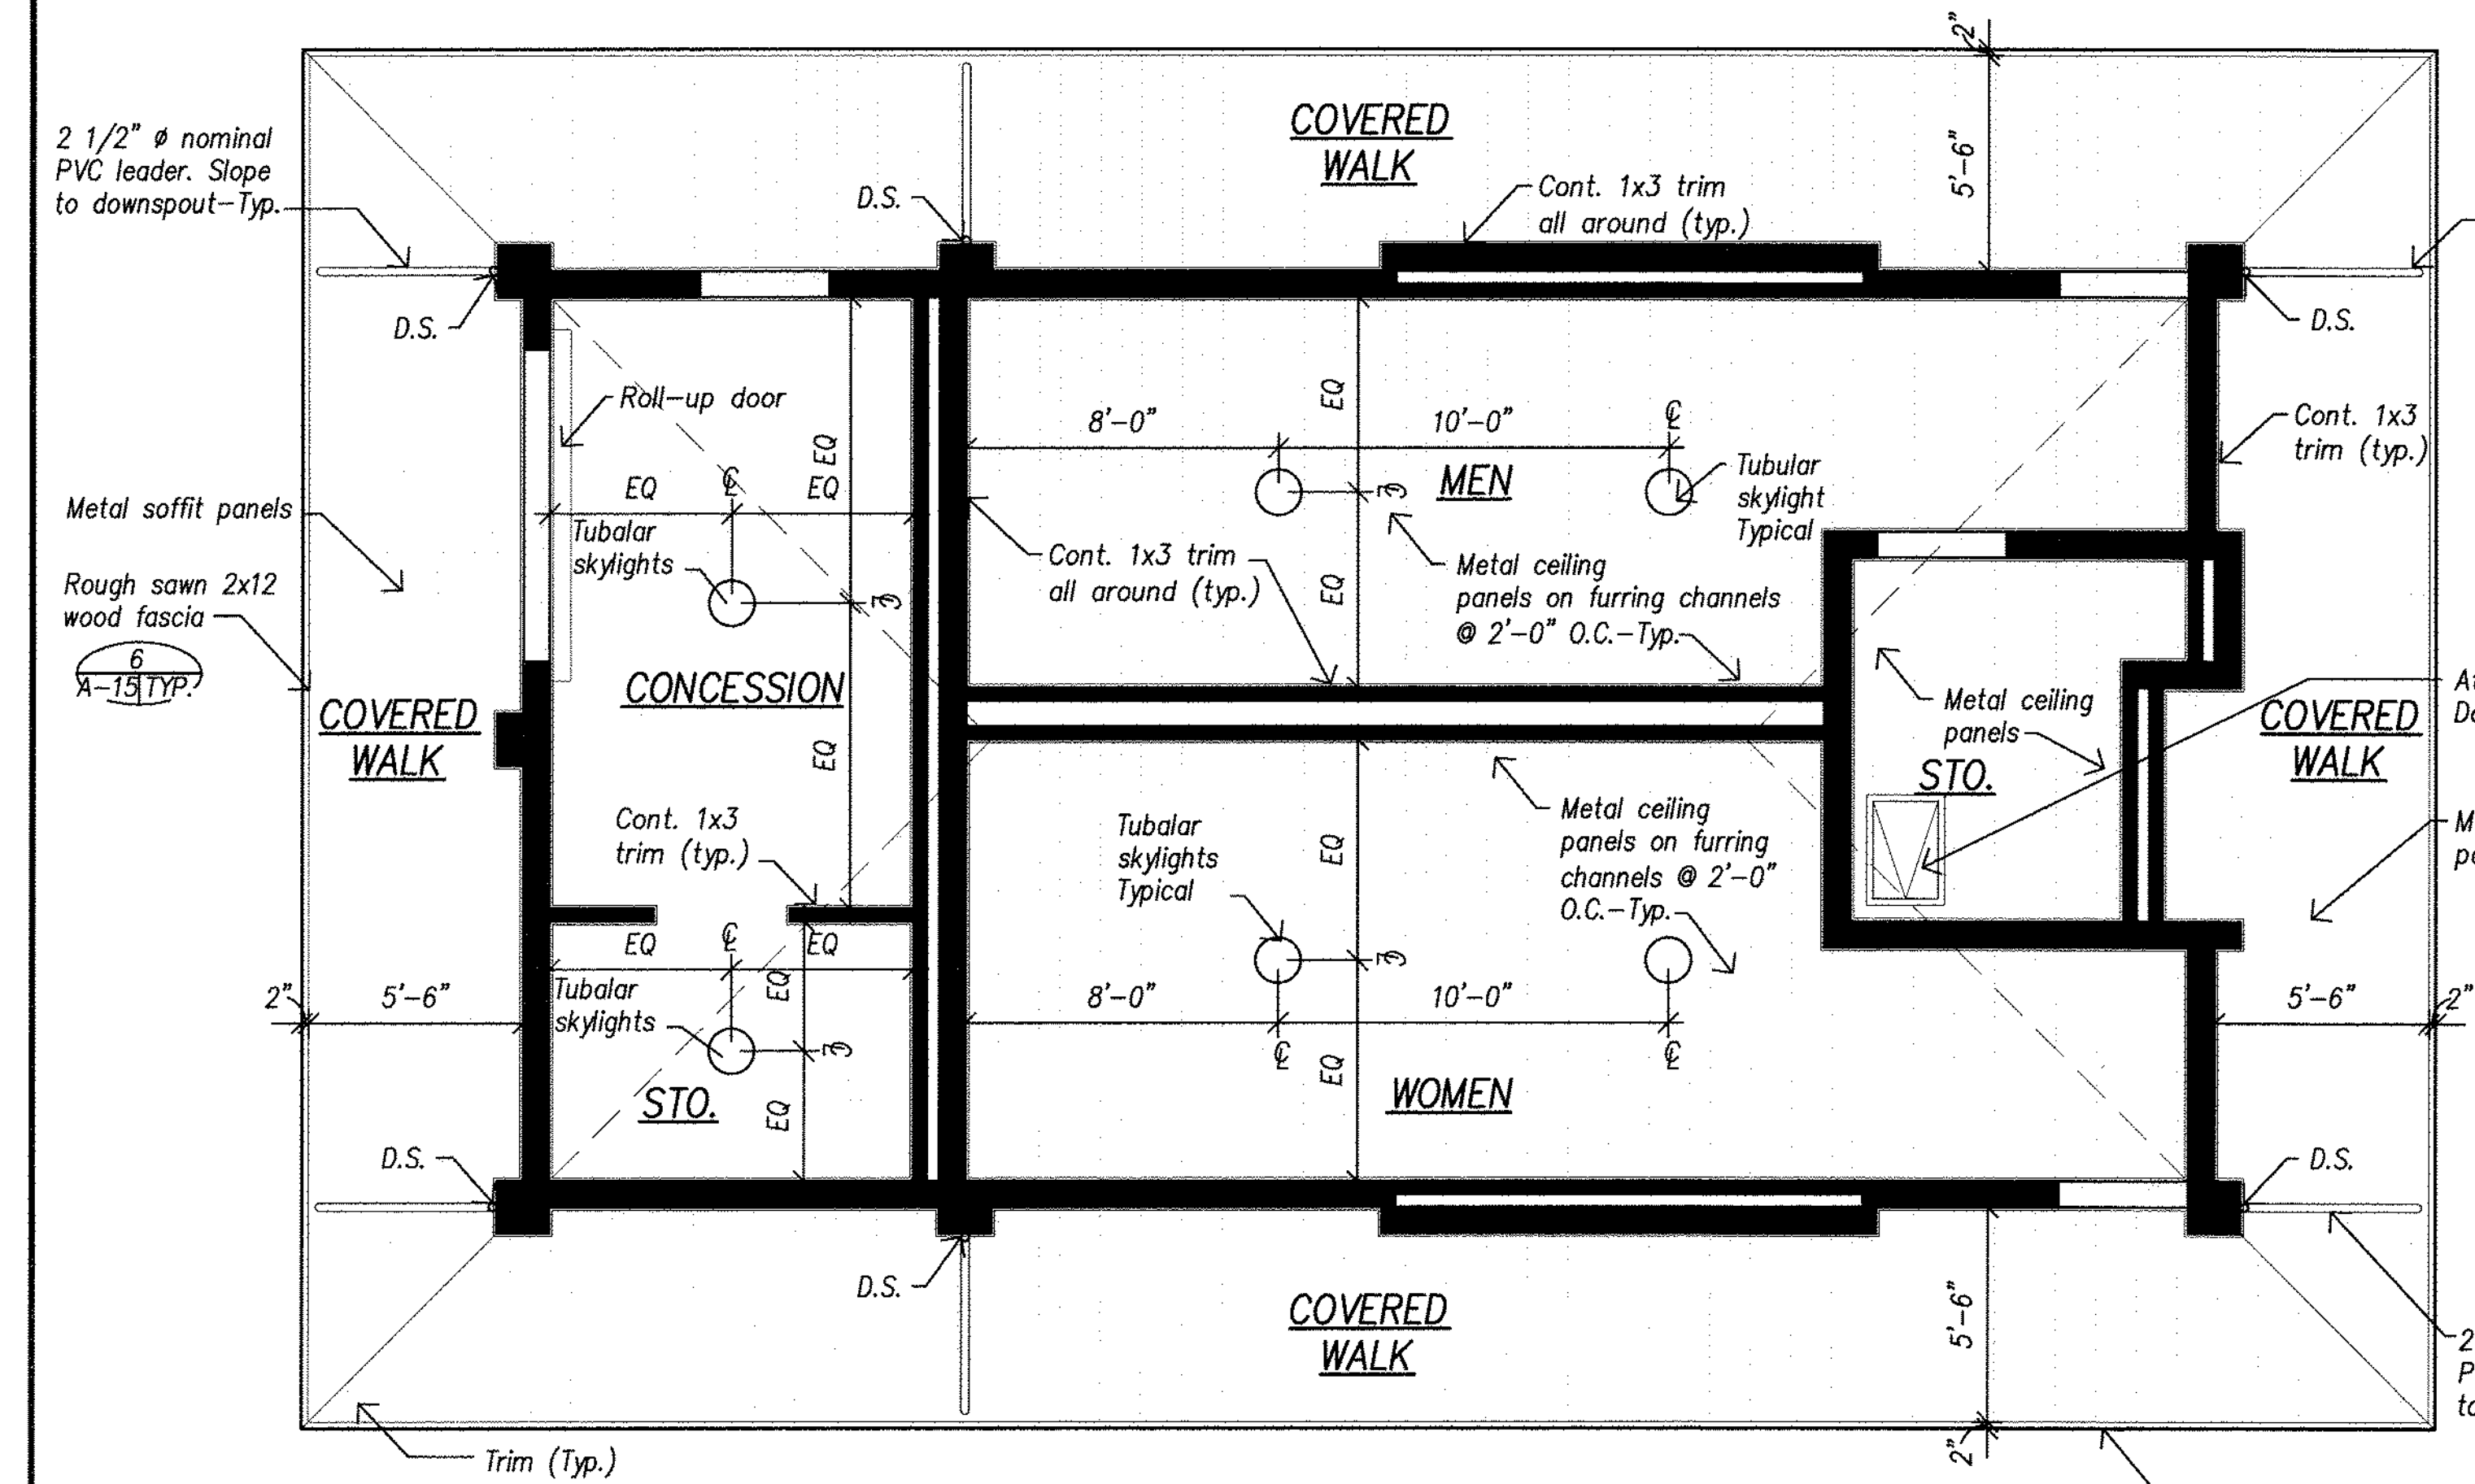 2"
COVERED
WALK
5'-6"
2 1/2" ø nominal
PVC leader. Slope
to downspout-Typ.
D.S.
Cont. 1x3 trim
all around (typ.)
D.S.
D.S.
Roll-up door
EQ
EQ
EQ
℄
8'-0"
10'-0"
℄
EQ
Cont. 1x3
trim (typ.)
Metal soffit panels
Tubalar
skylights
℄
MEN
℄
Tubular
skylight
Typical
Cont. 1x3 trim
all around (typ.)
EQ
Metal ceiling
panels on furring channels
@ 2'-0" O.C.-Typ.
Rough sawn 2x12
wood fascia
6
A-15 TYP.
COVERED
WALK
CONCESSION
EQ
Metal ceiling
panels
STO.
COVERED
WALK
Cont. 1x3
trim (typ.)
Tubalar
skylights
Typical
EQ
Metal ceiling
panels on furring
channels @ 2'-0"
O.C.-Typ.
EQ
℄
EQ
EQ
℄
2"
5'-6"
Tubalar
skylights
℄
8'-0"
10'-0"
5'-6"
2"
℄
℄
EQ
STO.
EQ
WOMEN
D.S.
D.S.
D.S.
COVERED
WALK
5'-6"
2"
Trim (Typ.)